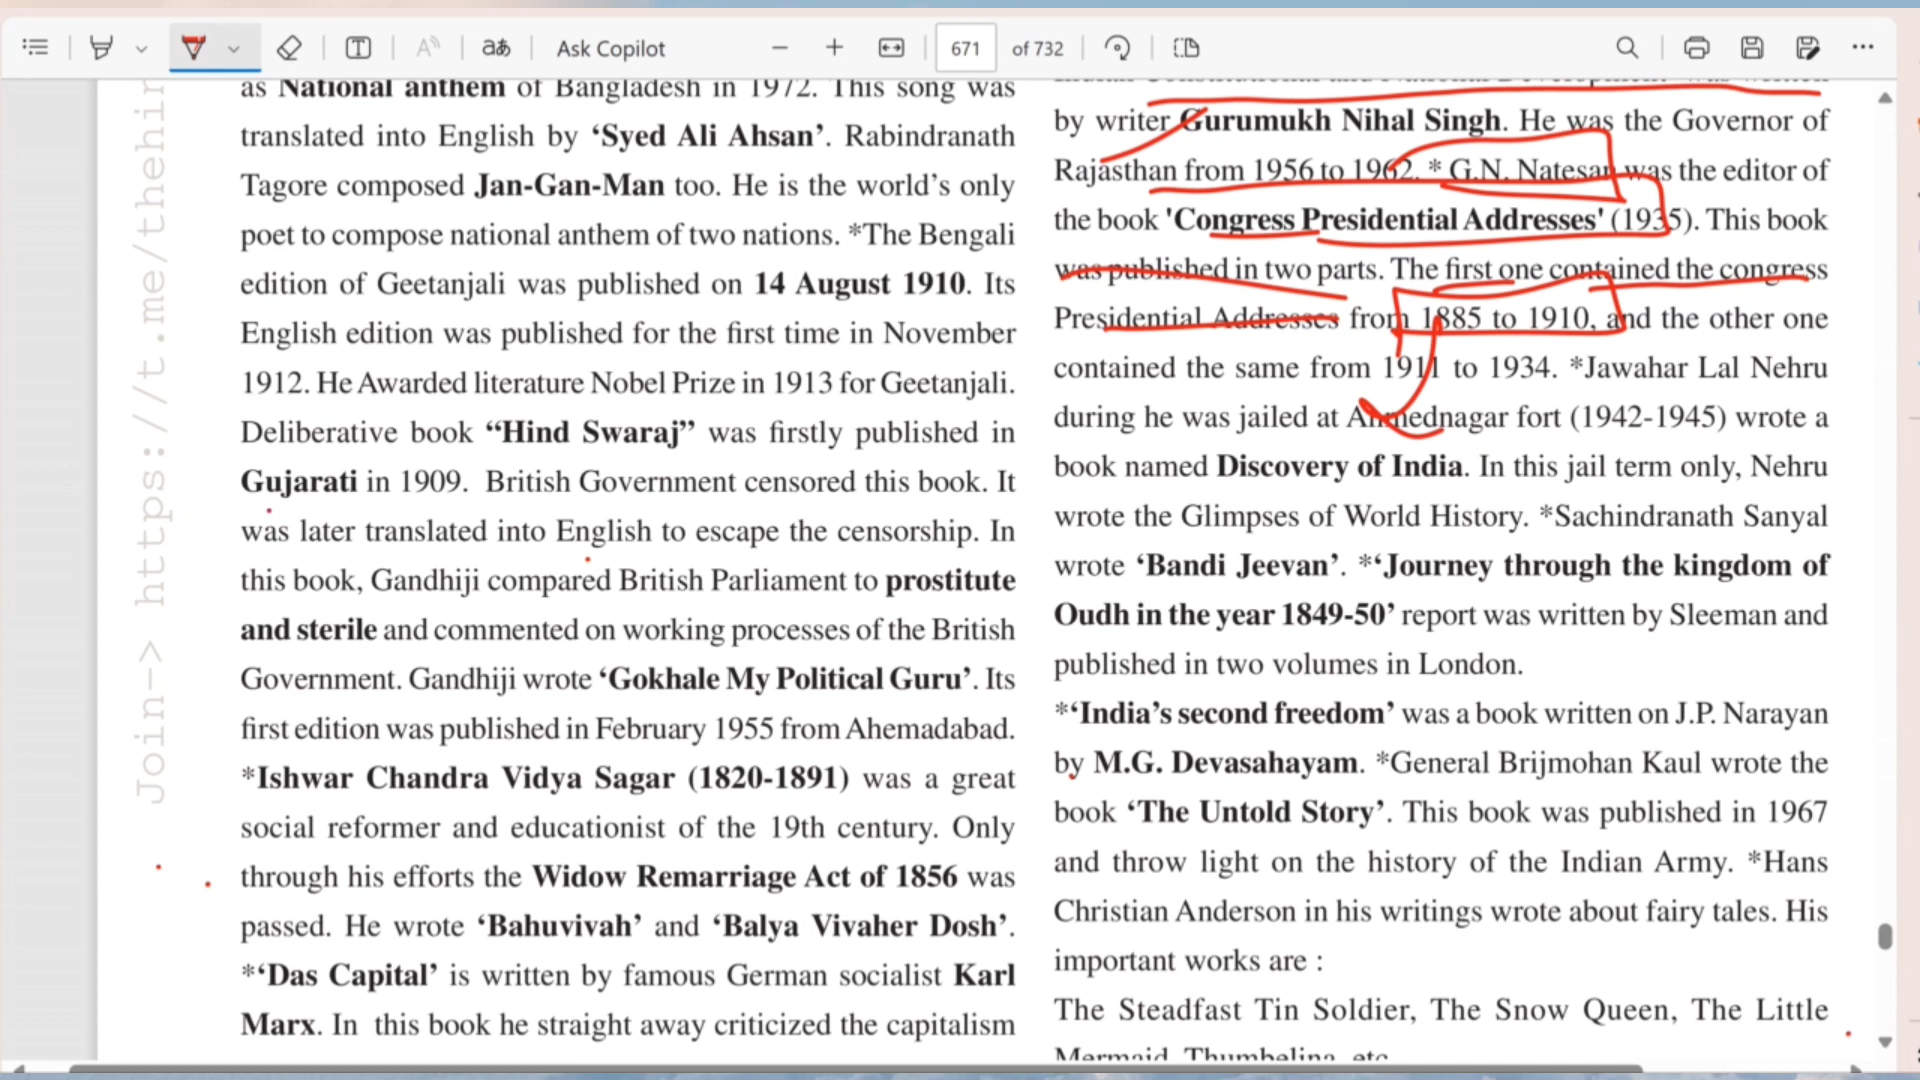 Ask Copilot
671 of 732
Join-> https://t.me/thehin
as National anthem of Bangladesh in 1972. This song was
translated into English by ‘Syed Ali Ahsan’. Rabindranath
Tagore composed Jan-Gan-Man too. He is the world’s only
poet to compose national anthem of two nations. *The Bengali
edition of Geetanjali was published on 14 August 1910. Its
English edition was published for the first time in November
1912. He Awarded literature Nobel Prize in 1913 for Geetanjali.
Deliberative book “Hind Swaraj” was firstly published in
Gujarati in 1909. British Government censored this book. It
was later translated into English to escape the censorship. In
this book, Gandhiji compared British Parliament to prostitute
and sterile and commented on working processes of the British
Government. Gandhiji wrote ‘Gokhale My Political Guru’. Its
first edition was published in February 1955 from Ahemadabad.
*Ishwar Chandra Vidya Sagar (1820-1891) was a great
social reformer and educationist of the 19th century. Only
through his efforts the Widow Remarriage Act of 1856 was
passed. He wrote ‘Bahuvivah’ and ‘Balya Vivaher Dosh’.
*‘Das Capital’ is written by famous German socialist Karl
Marx. In this book he straight away criticized the capitalism
Indian Constitutional and National Development was written
by writer Gurumukh Nihal Singh. He was the Governor of
Rajasthan from 1956 to 1962. * G.N. Natesan was the editor of
the book 'Congress Presidential Addresses' (1935). This book
was published in two parts. The first one contained the congress
Presidential Addresses from 1885 to 1910, and the other one
contained the same from 1911 to 1934. *Jawahar Lal Nehru
during he was jailed at Ahmednagar fort (1942-1945) wrote a
book named Discovery of India. In this jail term only, Nehru
wrote the Glimpses of World History. *Sachindranath Sanyal
wrote ‘Bandi Jeevan’. *‘Journey through the kingdom of
Oudh in the year 1849-50’ report was written by Sleeman and
published in two volumes in London.
*‘India’s second freedom’ was a book written on J.P. Narayan
by M.G. Devasahayam. *General Brijmohan Kaul wrote the
book ‘The Untold Story’. This book was published in 1967
and throw light on the history of the Indian Army. *Hans
Christian Anderson in his writings wrote about fairy tales. His
important works are :
The Steadfast Tin Soldier, The Snow Queen, The Little
Mermaid, Thumbelina, etc